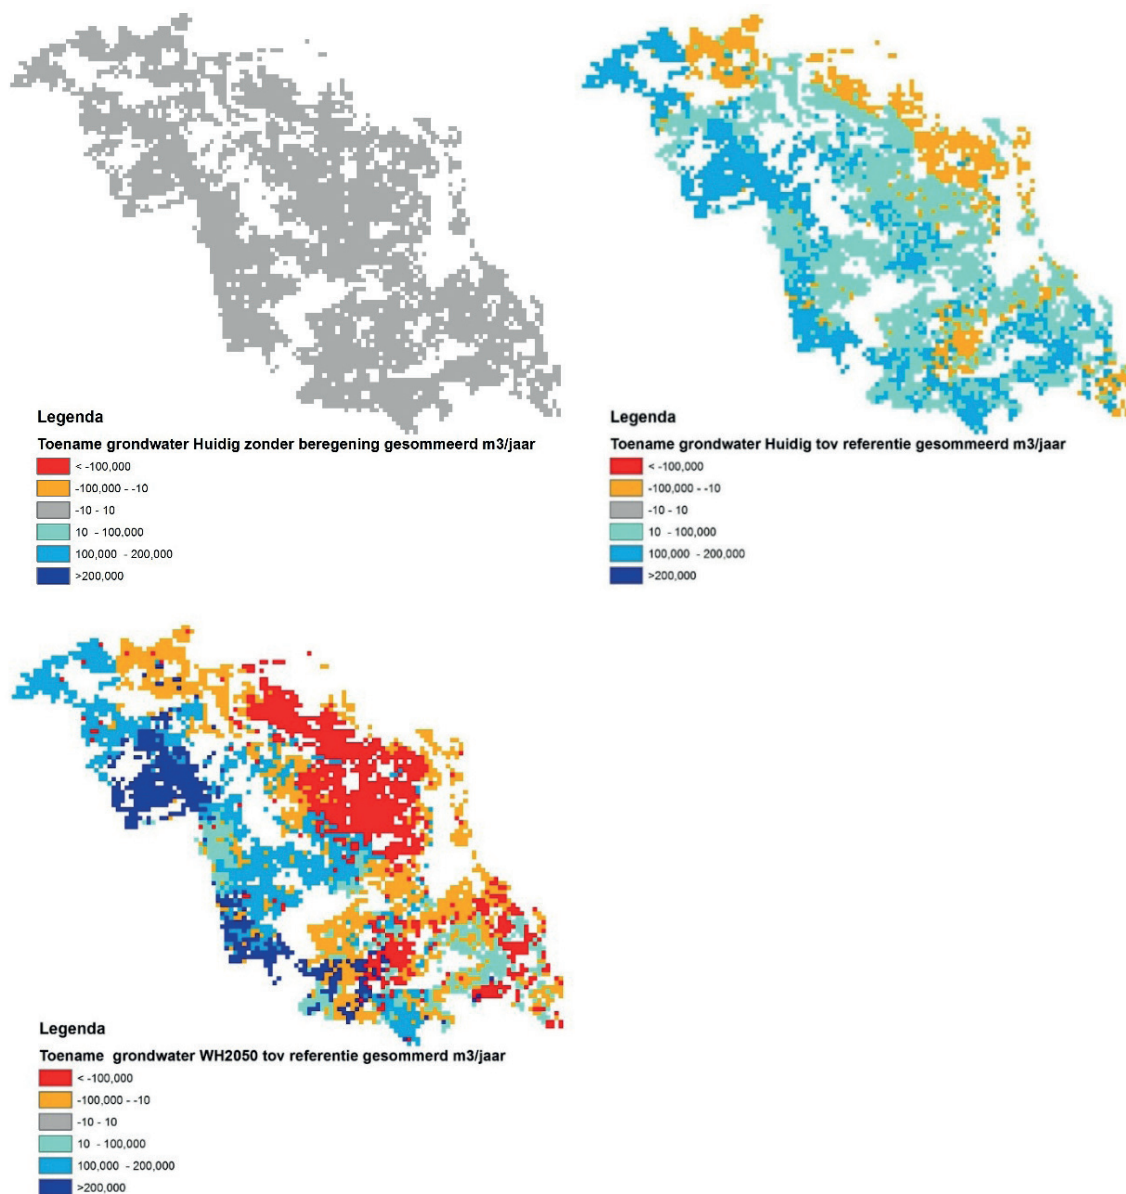 Legenda
Toename grondwater Huidig zonder beregening gesommeerd m3/jaar
< -100,000
-100,000 - -10
-10 - 10
10 - 100,000
100,000 - 200,000
>200,000
Legenda
Toename grondwater Huidig tov referentie gesommeerd m3/jaar
< -100,000
-100,000 - -10
-10 - 10
10 - 100,000
100,000 - 200,000
>200,000
Legenda
Toename grondwater WH2050 tov referentie gesommerd m3/jaar
< -100,000
-100,000 - -10
-10 - 10
10 - 100,000
100,000 - 200,000
>200,000